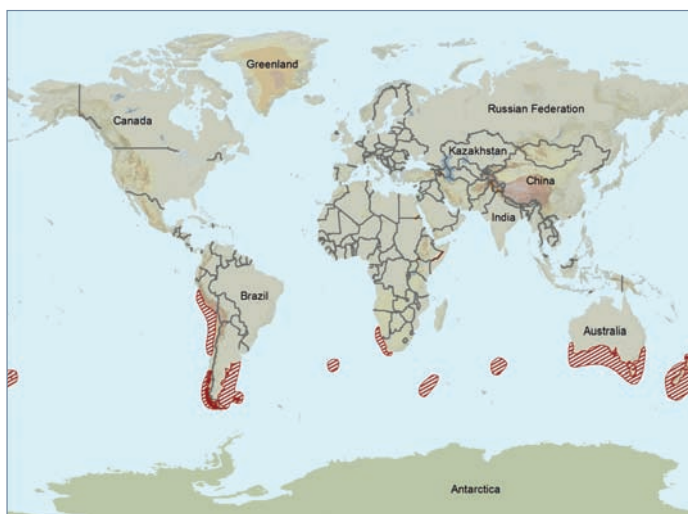 Greenland
Russian Federation
Canada
Kazakhstan
China
India
Brazil
Australia
Antarctica